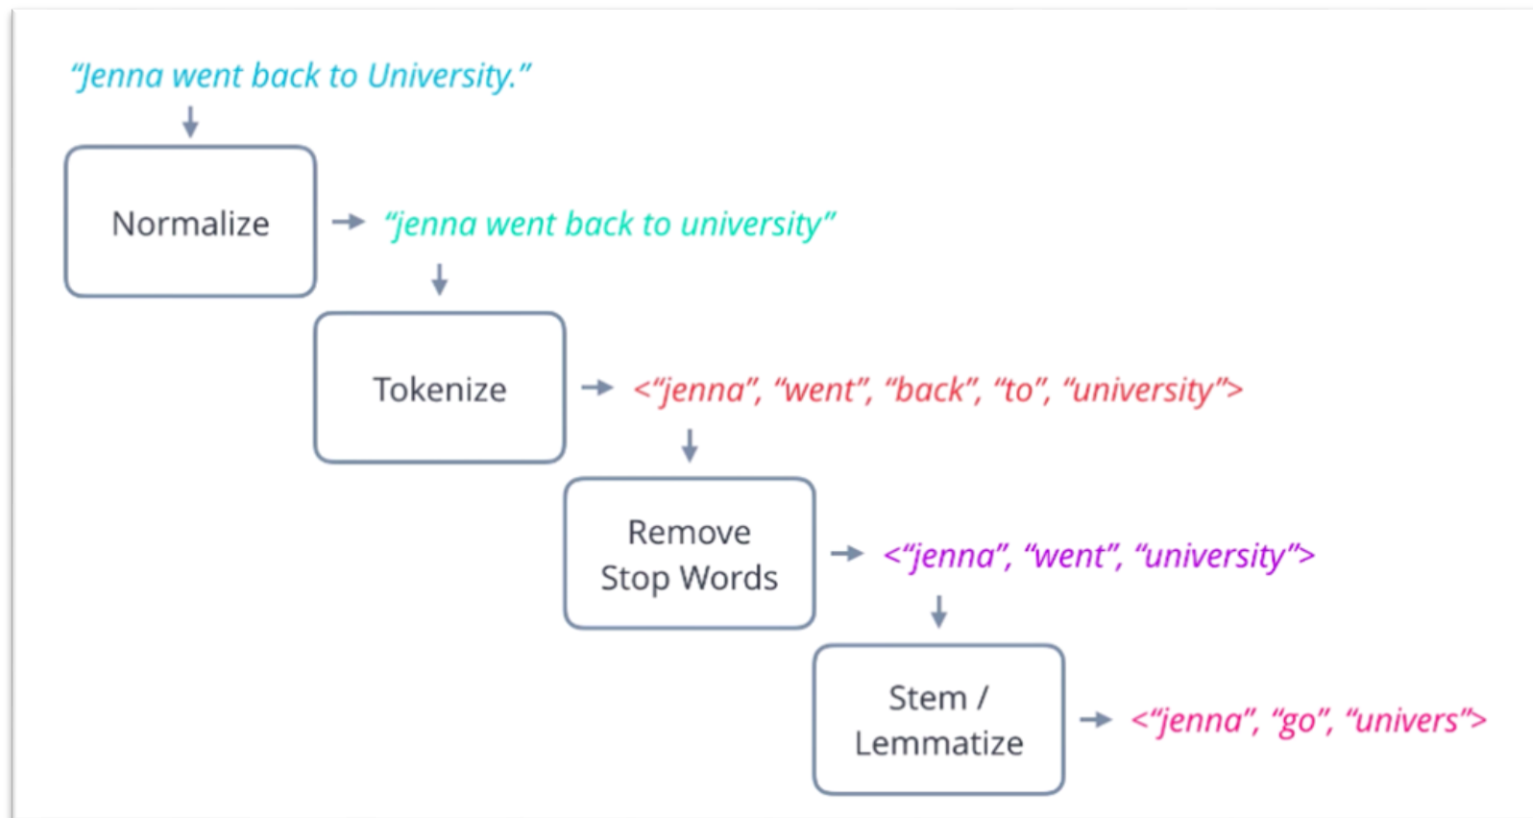 “Jenna went back to University.”
Normalize
“jenna went back to university”
Tokenize
<“jenna”, “went”, “back”, “to”, “university”>
Remove
Stop Words
<“jenna”, “went”, “university”>
Stem /
Lemmatize
<“jenna”, “go”, “univers”>